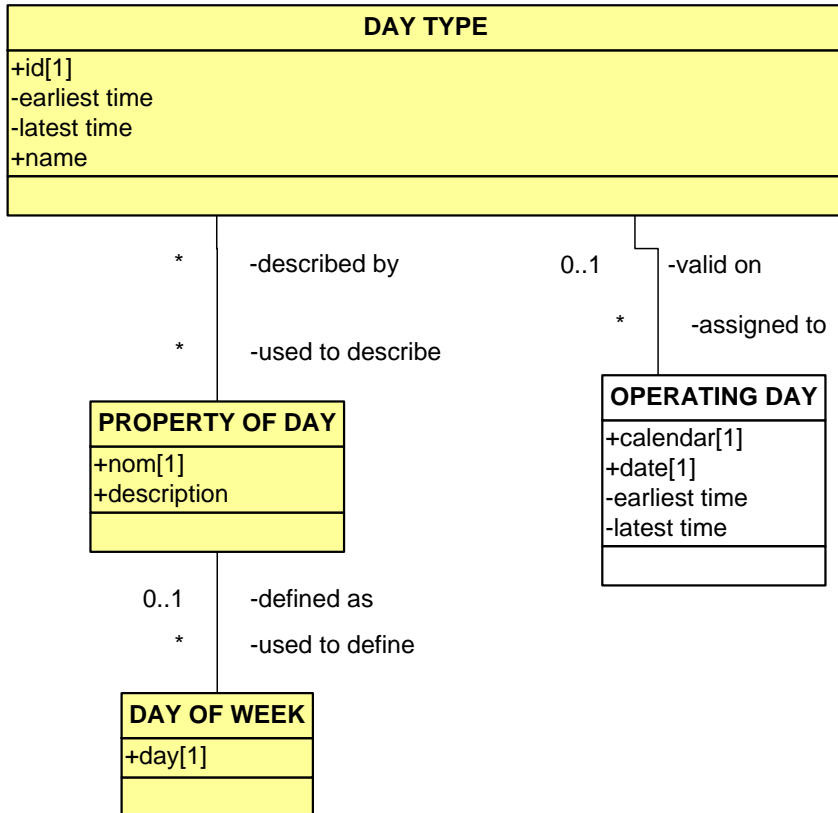 DAY TYPE
+id[1]
-earliest time
-latest time
+name
* -described by
0..1 -valid on
* -assigned to
* -used to describe
PROPERTY OF DAY
+nom[1]
+description
OPERATING DAY
+calendar[1]
+date[1]
-earliest time
-latest time
0..1 -defined as
* -used to define
DAY OF WEEK
+day[1]